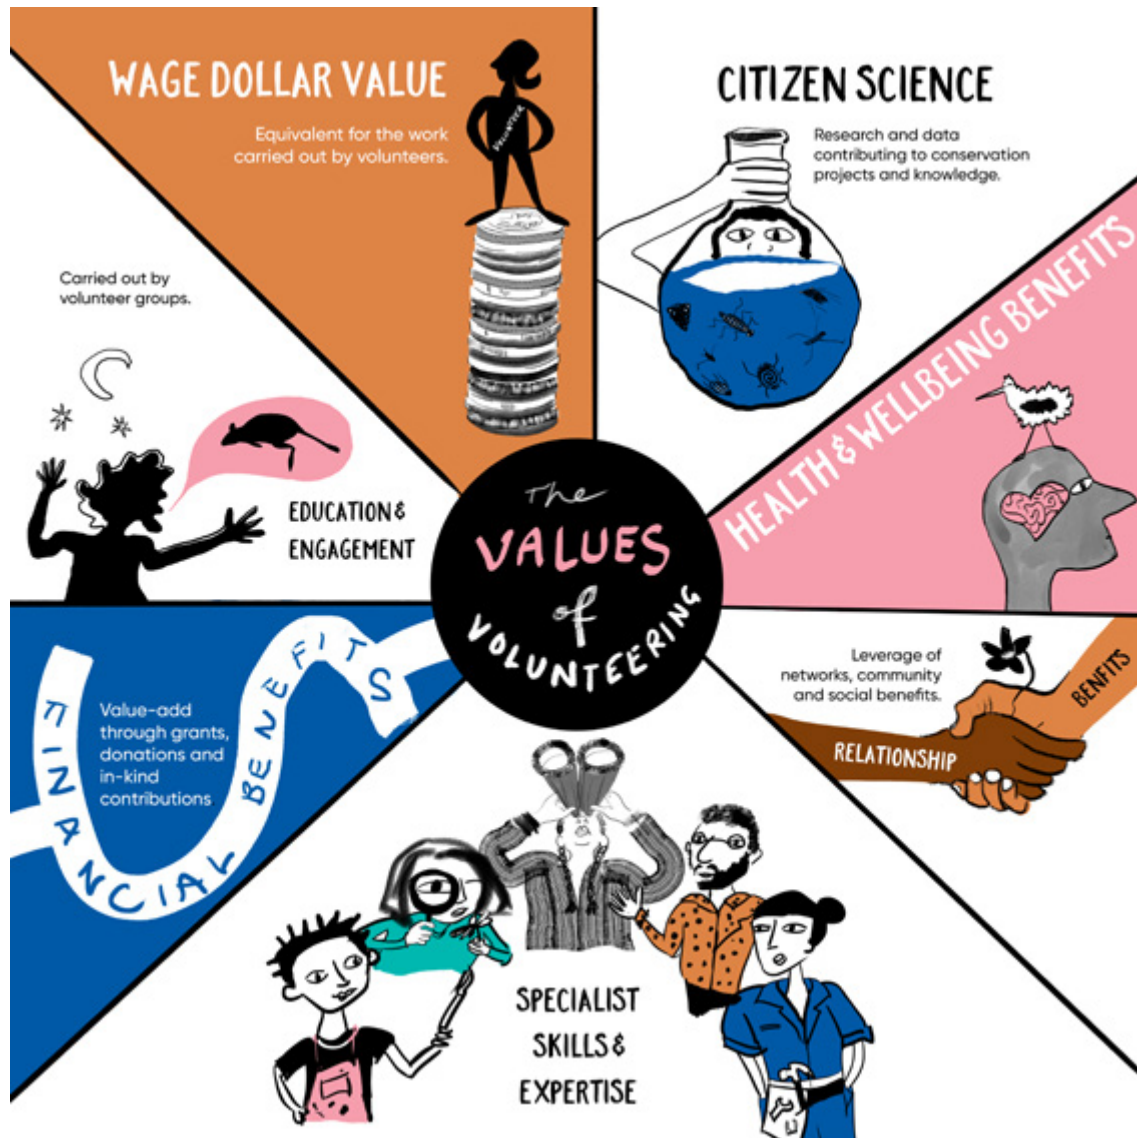 WAGE DOLLAR VALUE
Equivalent for the work
carried out by volunteers.
VOLUNTEER
CITIZEN SCIENCE
Research and data
contributing to conservation
projects and knowledge.
HEALTH & WELLBEING BENEFITS
Carried out by
volunteer groups.
EDUCATION &
ENGAGEMENT
The
VALUES
of
VOLUNTEERING
FINANCIAL BENEFITS
Value-add
through grants,
donations and
in-kind
contributions
Leverage of
networks, community
and social benefits.
RELATIONSHIP
BENFITS
SPECIALIST
SKILLS &
EXPERTISE